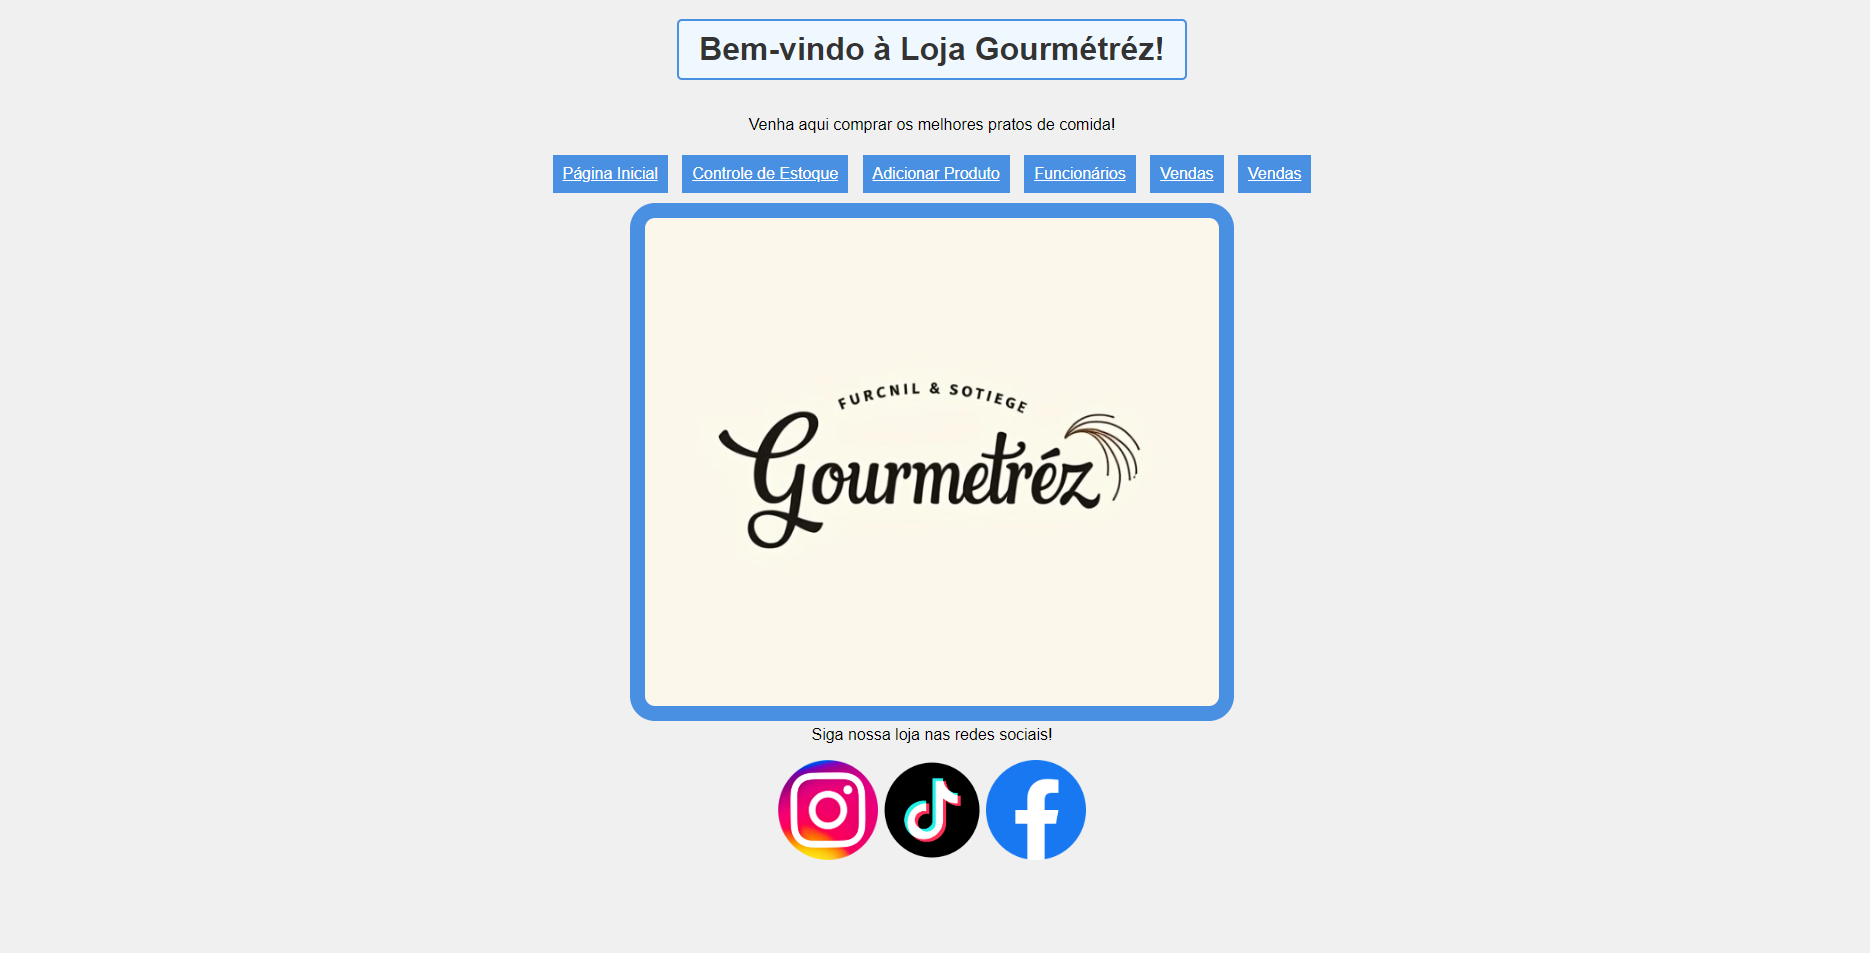 Bem-vindo à Loja Gourmétréz!
Venha aqui comprar os melhores pratos de comida!
Página Inicial Controle de Estoque Adicionar Produto Funcionários Vendas Vendas
FURCNIL & SOTIEGE
Gourmetréz
Siga nossa loja nas redes sociais!